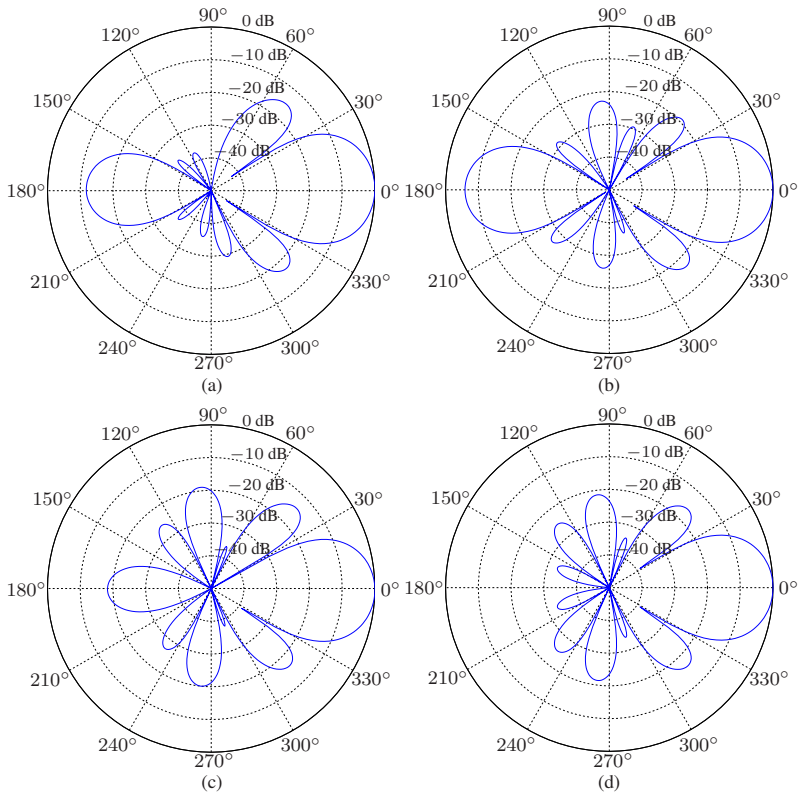 90° 0 dB 90° 0 dB
120° 60° 120° 60°
−10 dB −10 dB
−20 dB −20 dB
150° 30° 150° 30°
−30 dB −30 dB
−40 dB −40 dB
180° 0° 180° 0°
210° 330° 210° 330°
240° 300° 240° 300°
270° 270°
(a) (b)
90° 0 dB 90° 0 dB
120° 60° 120° 60°
−10 dB −10 dB
−20 dB −20 dB
150° 30° 150° 30°
−30 dB −30 dB
−40 dB −40 dB
180° 0° 180° 0°
210° 330° 210° 330°
240° 300° 240° 300°
270° 270°
(c) (d)